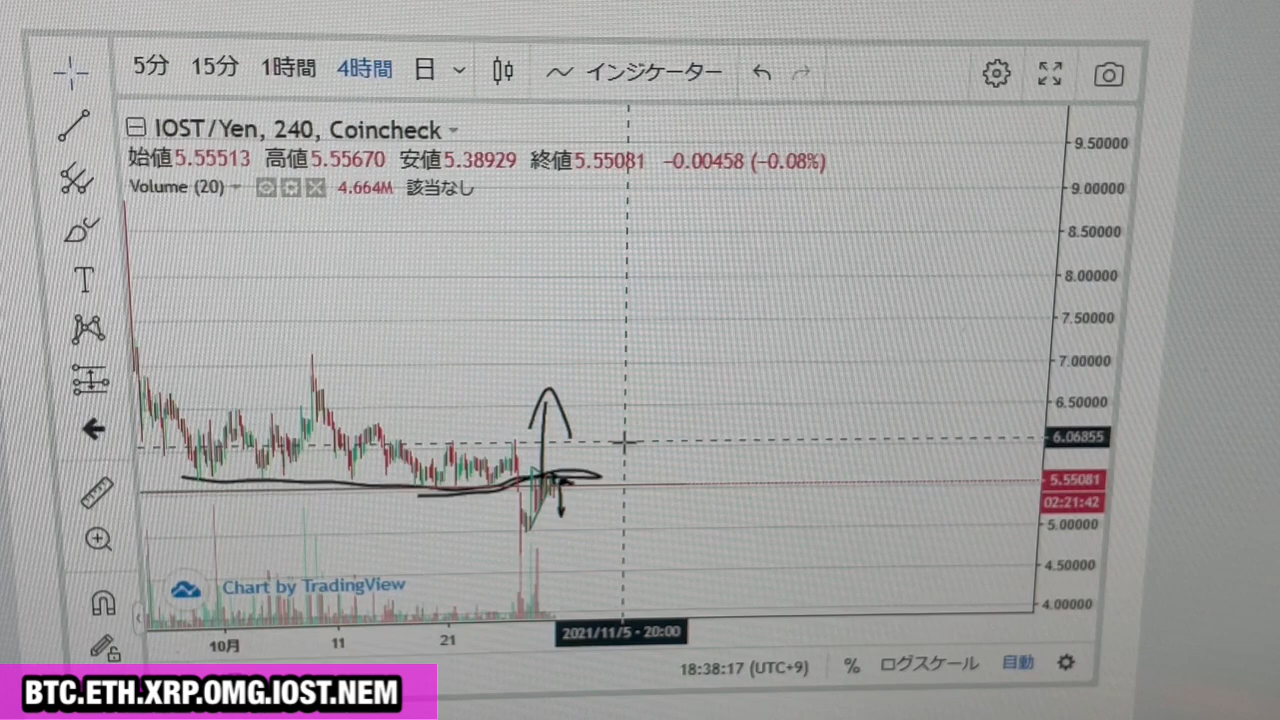 5分 15分 1時間 4時間 日 インジケーター
IOST/Yen, 240, Coincheck
始値5.55513 高値5.55670 安値5.38929 終値5.55081 −0.00458 (−0.08%)
Volume (20) 4.664M 該当なし
T
9.50000
9.00000
8.50000
8.00000
7.50000
7.00000
6.50000
6.06855
5.55081
02:21:42
5.00000
4.50000
4.00000
Chart by TradingView
10月 11 21 2021/11/5 - 20:00
18:38:17 (UTC+9) % ログスケール 自動
BTC.ETH.XRP.OMG.IOST.NEM